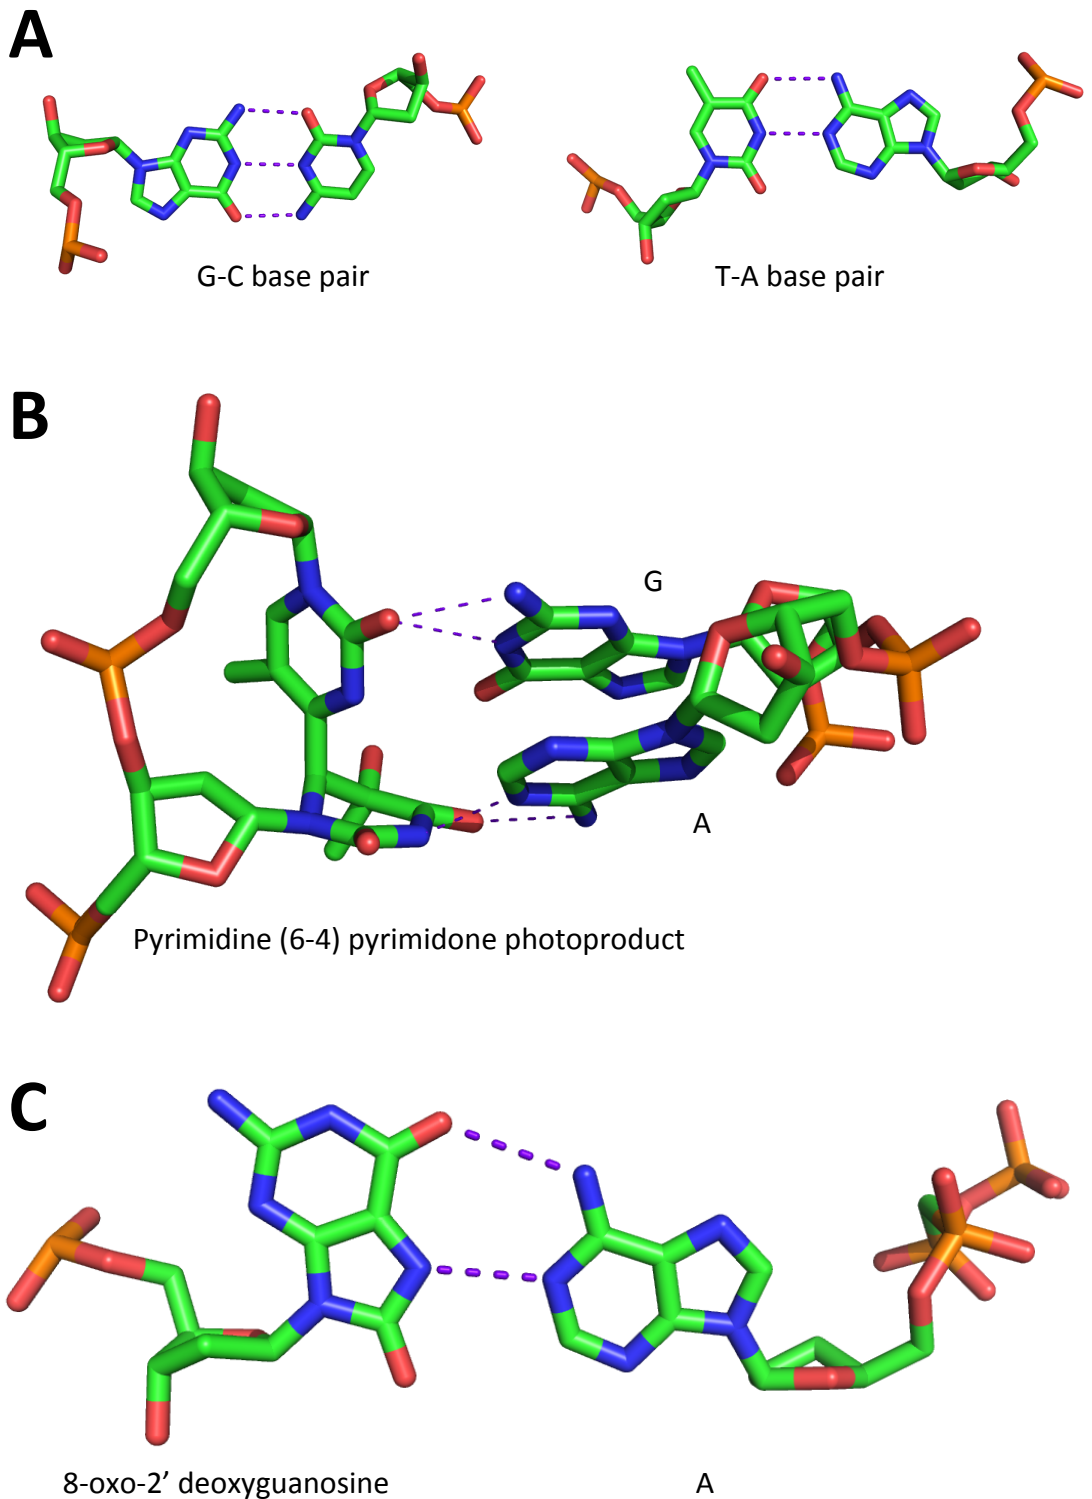 A
G-C base pair
T-A base pair
B
G
A
Pyrimidine (6-4) pyrimidone photoproduct
C
8-oxo-2’ deoxyguanosine
A